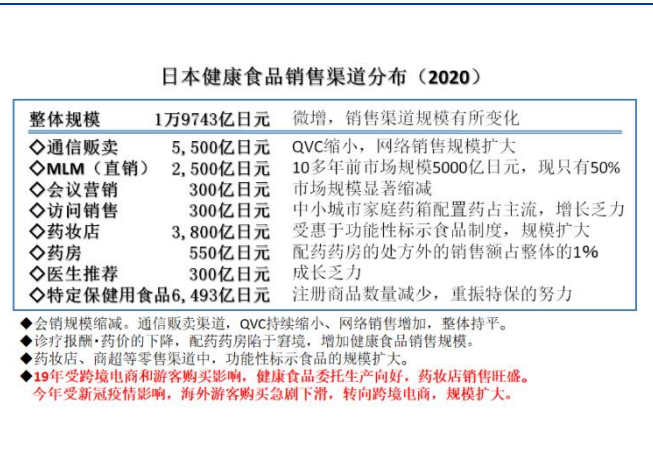 日本健康食品销售渠道分布（2020）
整体规模 1万9743亿日元 微增，销售渠道规模有所变化
◇通信贩卖 5，500亿日元 QVC缩小，网络销售规模扩大
◇MLM（直销） 2，500亿日元 10多年前市场规模5000亿日元，现只有50%
◇会议营销 300亿日元 市场规模显著缩减
◇访问销售 300亿日元 中小城市家庭药箱配置药占主流，增长乏力
◇药妆店 3，800亿日元 受惠于功能性标示食品制度，规模扩大
◇药房 550亿日元 配药药房的处方外的销售额占整体的1%
◇医生推荐 300亿日元 成长乏力
◇特定保健用食品6，493亿日元 注册商品数量减少，重振特保的努力
◆会销规模缩减。通信贩卖渠道，QVC持续缩小、网络销售增加，整体持平。
◆诊疗报酬·药价的下降，配药药房陷于窘境，增加健康食品销售规模。
◆药妆店、商超等零售渠道中，功能性标示食品的规模扩大。
◆19年受跨境电商和游客购买影响，健康食品委托生产向好，药妆店销售旺盛。
今年受新冠疫情影响，海外游客购买急剧下滑，转向跨境电商，规模扩大。